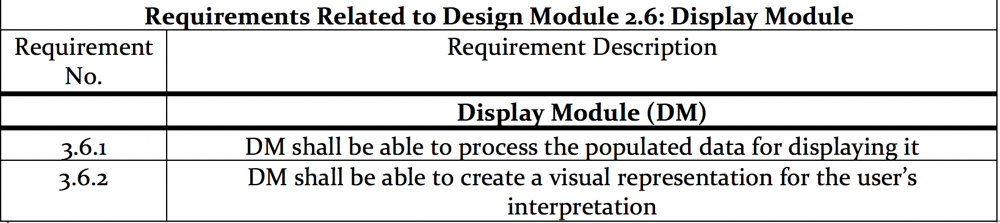 Requirements Related to Design Module 2.6: Display Module
Requirement
No.
Requirement Description
Display Module (DM)
3.6.1
DM shall be able to process the populated data for displaying it
3.6.2
DM shall be able to create a visual representation for the user’s
interpretation